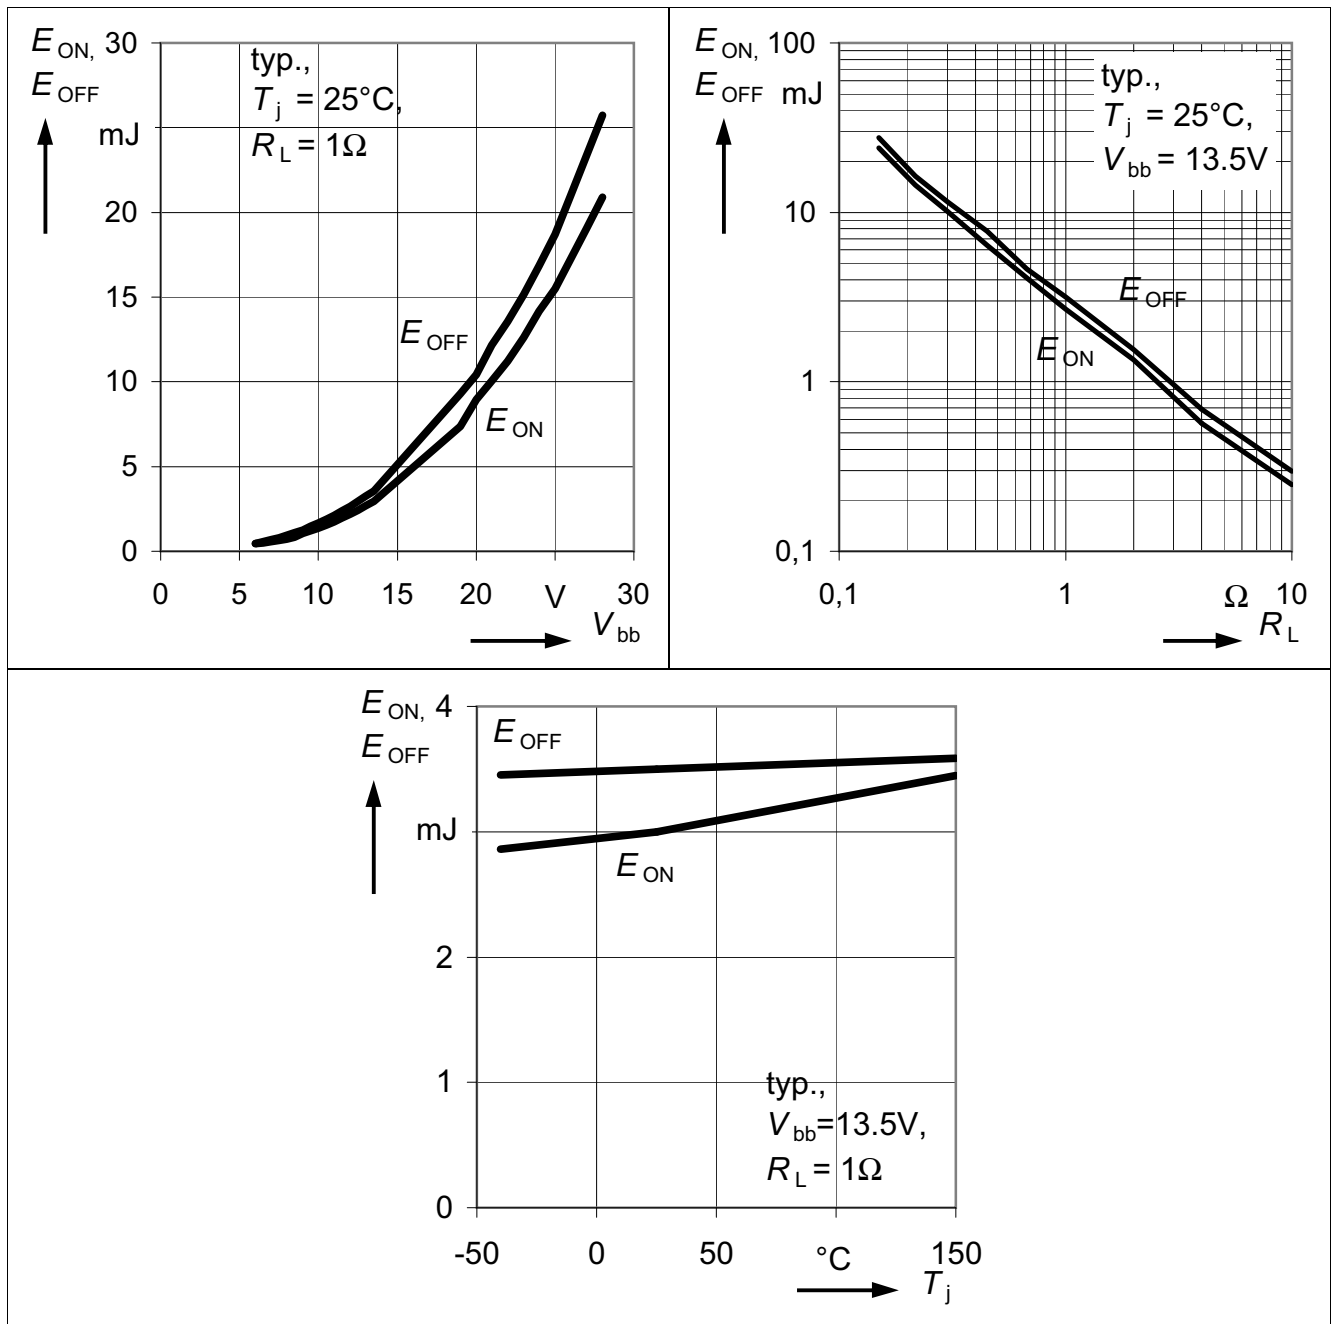 E ON, 30
E OFF
mJ
20
15
10
5
0
0 5 10 15 20 V 30
V bb
typ.,
T j = 25°C,
R L = 1Ω
E OFF
E ON
E ON, 100
E OFF mJ
10
1
0,1
0,1 1 Ω 10
R L
typ.,
T j = 25°C,
V bb = 13.5V
E OFF
E ON
E ON, 4
E OFF
mJ
2
1
0
-50 0 50 °C 150
T j
E OFF
E ON
typ.,
V bb=13.5V,
R L = 1Ω